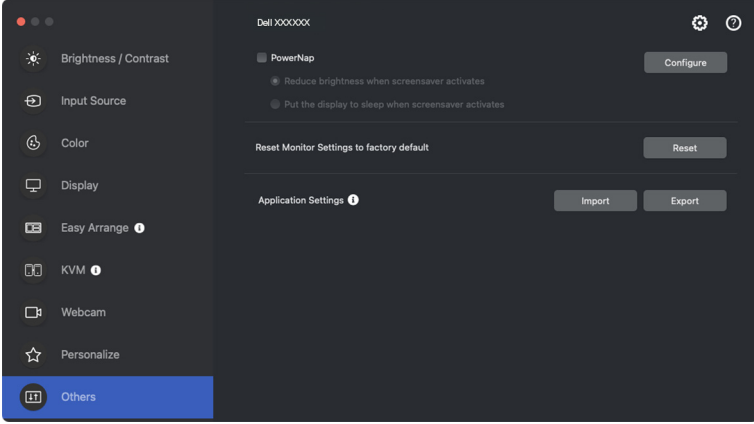 Dell XXXXXX
Brightness / Contrast
Input Source
Color
Display
Easy Arrange
KVM
Webcam
Personalize
Others
PowerNap
Configure
Reduce brightness when screensaver activates
Put the display to sleep when screensaver activates
Reset Monitor Settings to factory default
Reset
Application Settings
Import
Export